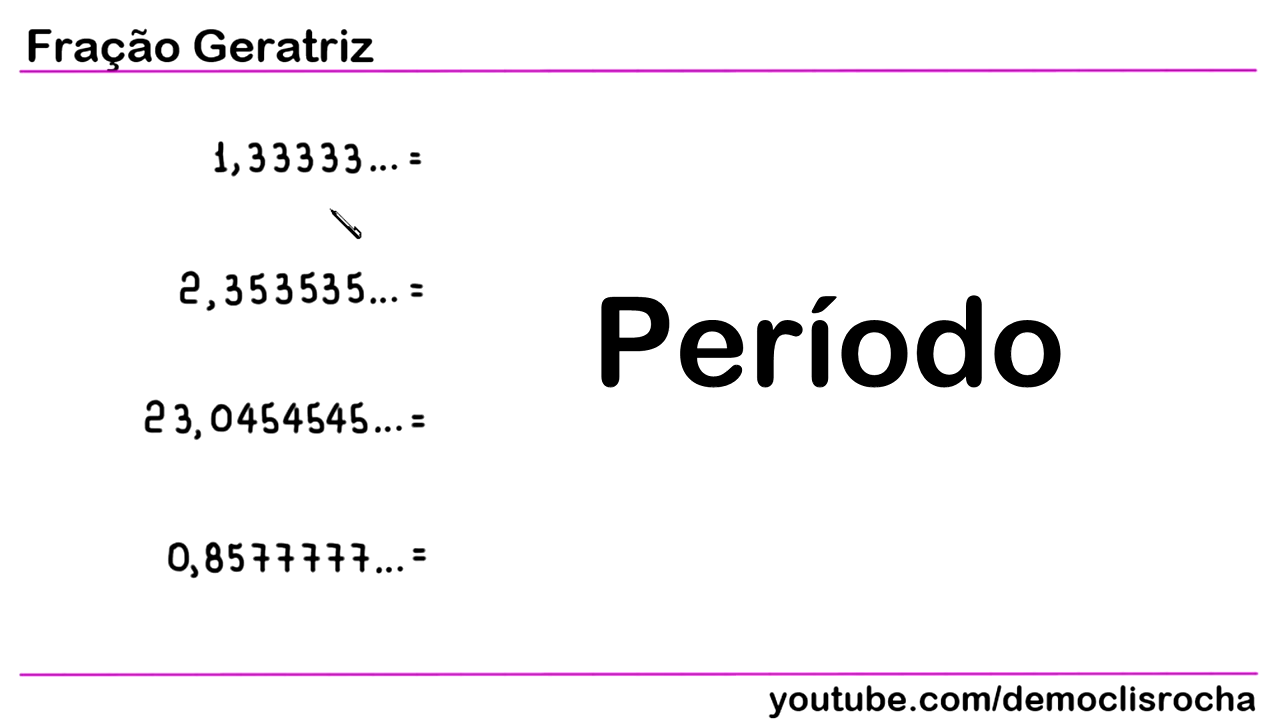 Fração Geratriz
1,33333... =
2,353535... =
Período
23,0454545... =
0,8577777... =
youtube.com/democlisrocha